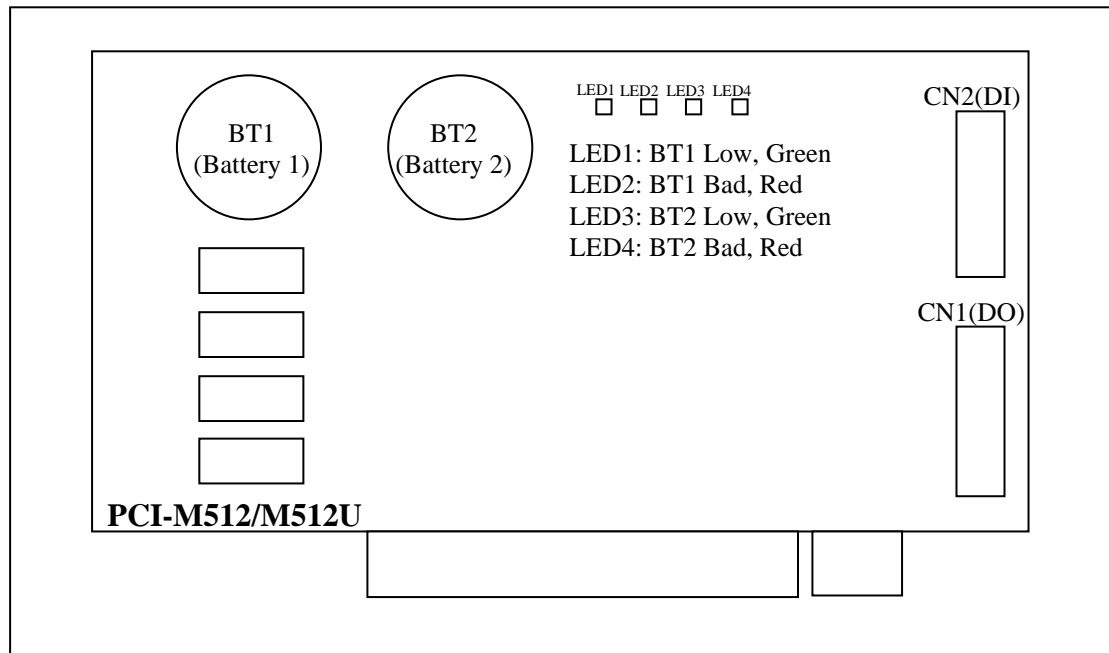 LED1 LED2 LED3 LED4
CN2(DI)
BT1
(Battery 1)
BT2
(Battery 2)
LED1: BT1 Low, Green
LED2: BT1 Bad, Red
LED3: BT2 Low, Green
LED4: BT2 Bad, Red
CN1(DO)
PCI-M512/M512U